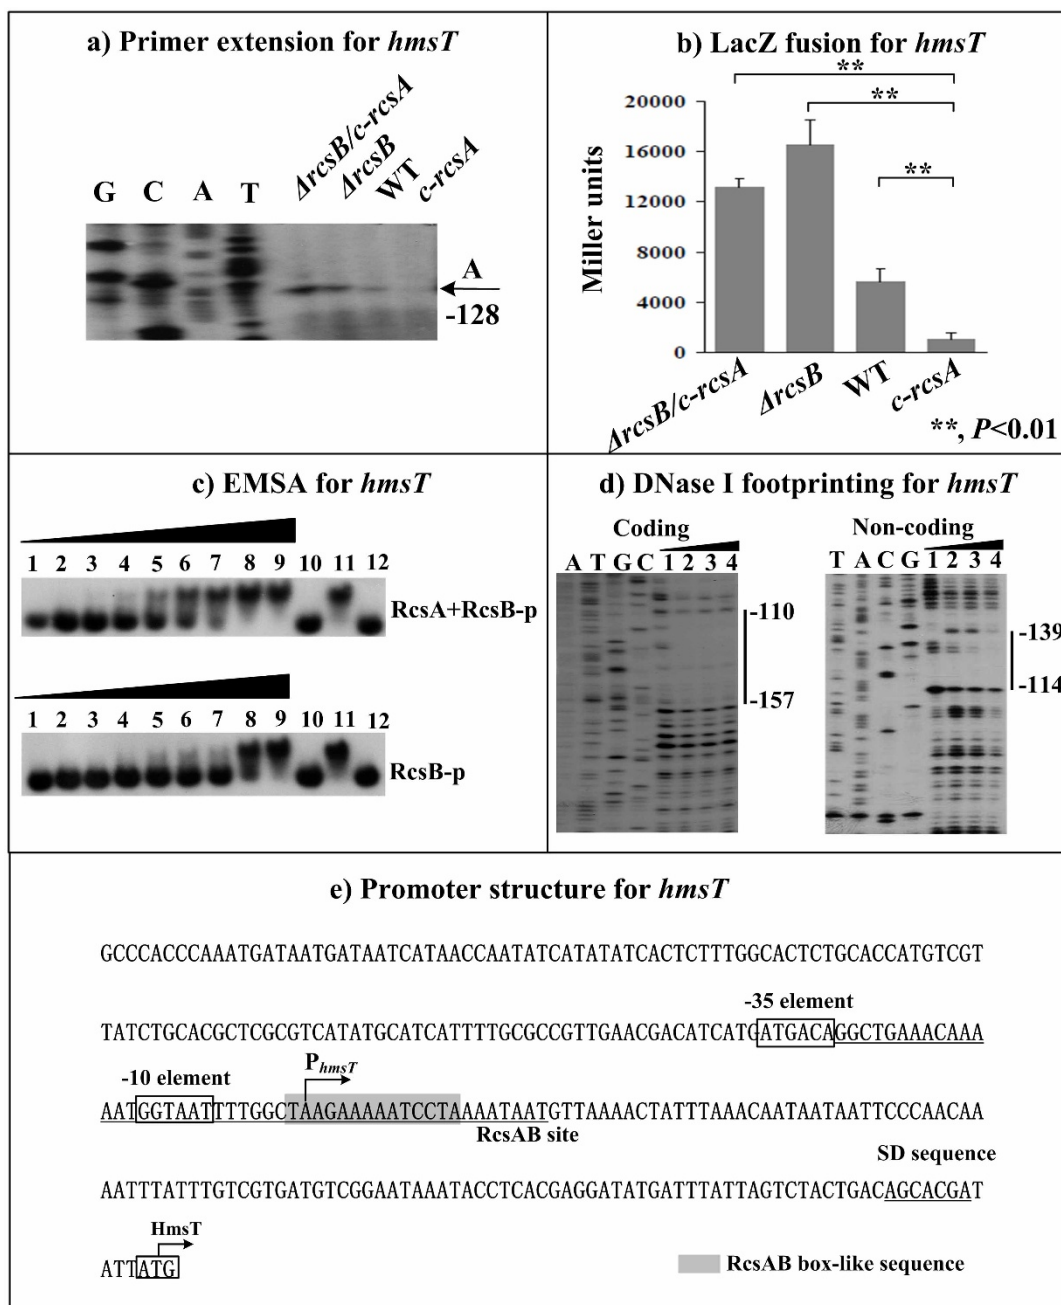 a) Primer extension for hmsT
ΔrcsB/c-rcsA
ΔrcsB
WT
c-rcsA
G C A T
A
-128
b) LacZ fusion for hmsT
**
**
**
20000
16000
12000
8000
4000
0
Miller units
ΔrcsB/c-rcsA
ΔrcsB
WT
c-rcsA
**, P<0.01
c) EMSA for hmsT
1 2 3 4 5 6 7 8 9 10 11 12
RcsA+RcsB-p
1 2 3 4 5 6 7 8 9 10 11 12
RcsB-p
d) DNase I footprinting for hmsT
Coding
A T G C 1 2 3 4
-110
-157
Non-coding
T A C G 1 2 3 4
-139
-114
e) Promoter structure for hmsT
GCCCACCCAAATGATAATGATAATCATAACCAATATCATATATCACTCTTTGGCACTCTGCACCATGTCGT
-35 element
TATCTGCACGCTCGCGTCATATGCATCATTTTGCGCCGTTGAACGACATCATGATGACAGGCTGAAACAAA
-10 element
PhmsT
AATGGTAATTTTGGCTAAGAAAAATCCTAAAATAATGTTAAAACTATTTAAACAATAATAATTCCCAACAA
RcsAB site
SD sequence
AATTTATTTGTCGTGATGTCGGAATAAATACCTCACGAGGATATGATTTATTAGTCTACTGACAGCACGAT
HmsT
ATTATG
RcsAB box-like sequence